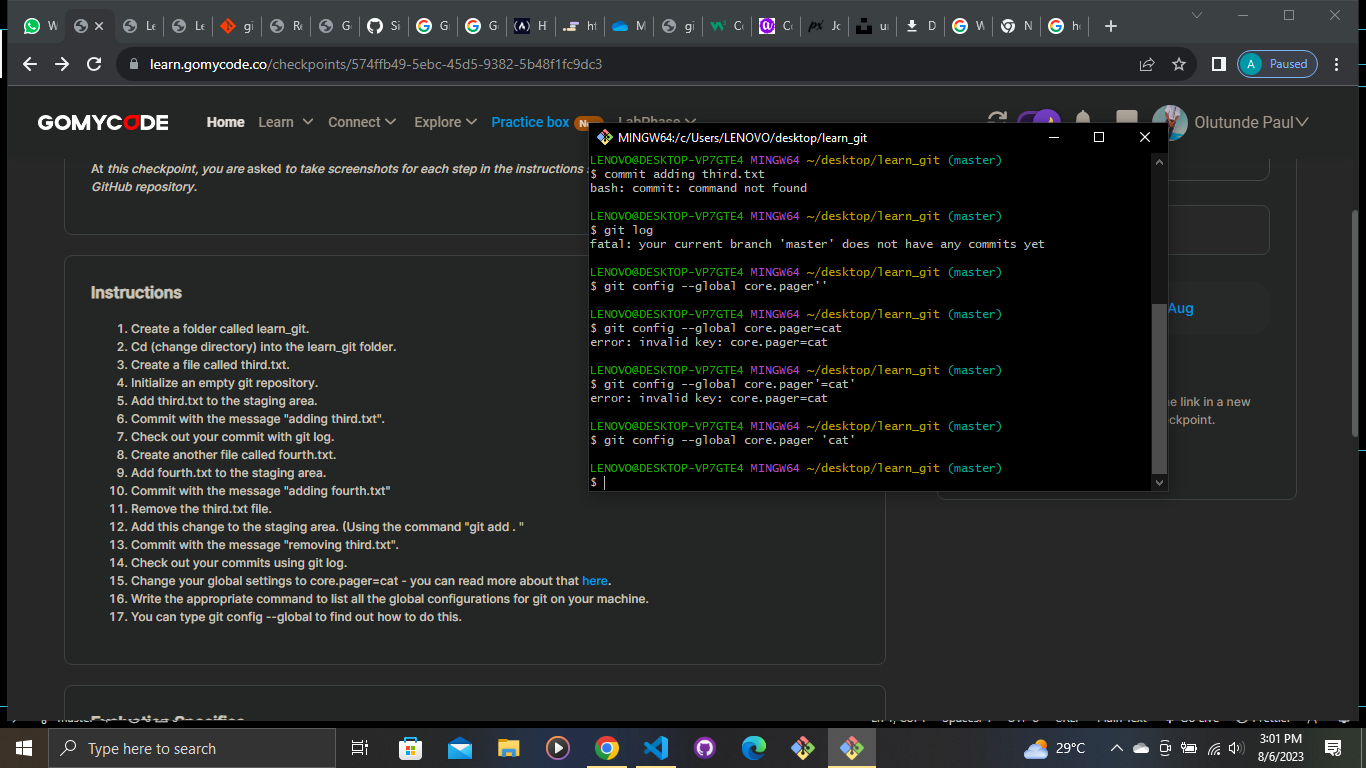 W
Le
Le
gi
Re
G
Si
G
G
H
ht
M
gi
Co
Co
Jo
ur
D
W
N
ho
learn.gomycode.co/checkpoints/574ffb49-5ebc-45d5-9382-5b48f1fc9dc3
A Paused
GOMYCODE Home Learn Connect Explore Practice box LabPhase Olutunde Paul
At this checkpoint, you are asked to take screenshots for each step in the instructions
GitHub repository.
Instructions
1. Create a folder called learn_git.
2. Cd (change directory) into the learn_git folder.
3. Create a file called third.txt.
4. Initialize an empty git repository.
5. Add third.txt to the staging area.
6. Commit with the message "adding third.txt".
7. Check out your commit with git log.
8. Create another file called fourth.txt.
9. Add fourth.txt to the staging area.
10. Commit with the message "adding fourth.txt"
11. Remove the third.txt file.
12. Add this change to the staging area. (Using the command "git add . "
13. Commit with the message "removing third.txt".
14. Check out your commits using git log.
15. Change your global settings to core.pager=cat - you can read more about that here.
16. Write the appropriate command to list all the global configurations for git on your machine.
17. You can type git config --global to find out how to do this.
MINGW64:/c/Users/LENOVO/desktop/learn_git
LENOVO@DESKTOP-VP7GTE4 MINGW64 ~/desktop/learn_git (master)
$ commit adding third.txt
bash: commit: command not found
LENOVO@DESKTOP-VP7GTE4 MINGW64 ~/desktop/learn_git (master)
$ git log
fatal: your current branch 'master' does not have any commits yet
LENOVO@DESKTOP-VP7GTE4 MINGW64 ~/desktop/learn_git (master)
$ git config --global core.pager''
LENOVO@DESKTOP-VP7GTE4 MINGW64 ~/desktop/learn_git (master)
$ git config --global core.pager=cat
error: invalid key: core.pager=cat
LENOVO@DESKTOP-VP7GTE4 MINGW64 ~/desktop/learn_git (master)
$ git config --global core.pager'=cat'
error: invalid key: core.pager=cat
LENOVO@DESKTOP-VP7GTE4 MINGW64 ~/desktop/learn_git (master)
$ git config --global core.pager 'cat'
LENOVO@DESKTOP-VP7GTE4 MINGW64 ~/desktop/learn_git (master)
$
Aug
e link in a new
ckpoint.
Evaluation Specifics
Type here to search
29°C
3:01 PM
8/6/2023